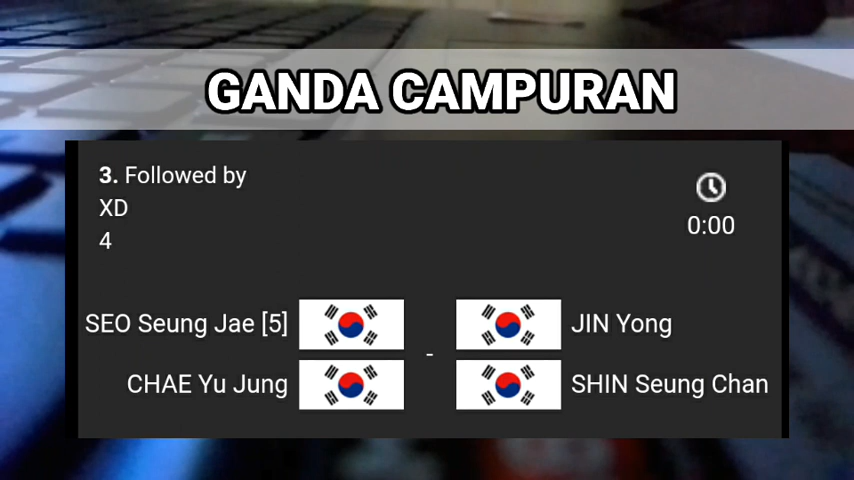 GANDA CAMPURAN
3. Followed by
XD
4
0:00
SEO Seung Jae [5] - JIN Yong
CHAE Yu Jung SHIN Seung Chan